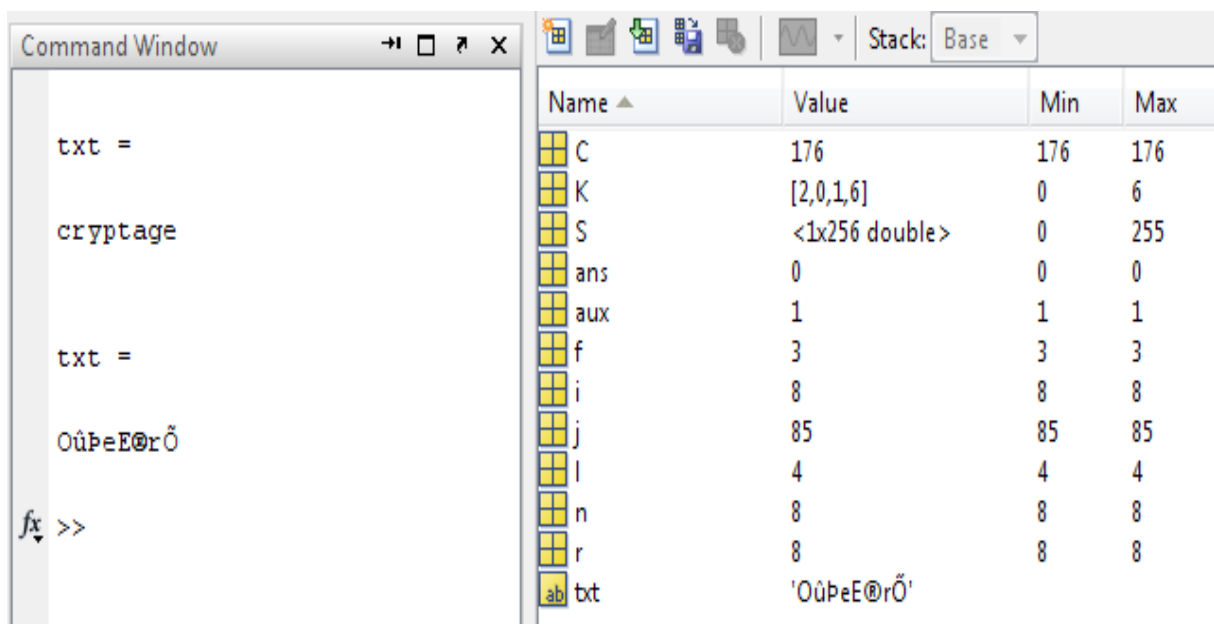 Command Window
txt =
cryptage
txt =
OûÞeE®rÕ
fx >>
Stack: Base
Name Value Min Max
C 176 176 176
K [2,0,1,6] 0 6
S <1x256 double> 0 255
ans 0 0 0
aux 1 1 1
f 3 3 3
i 8 8 8
j 85 85 85
l 4 4 4
n 8 8 8
r 8 8 8
ab txt 'OûÞeE®rÕ'